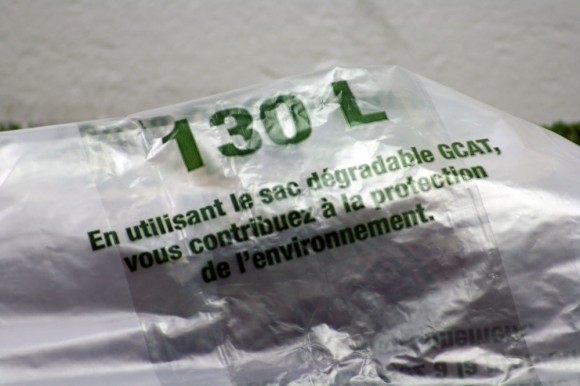 130 L
En utilisant le sac dégradable GCAT,
vous contribuez à la protection
de l'environnement.